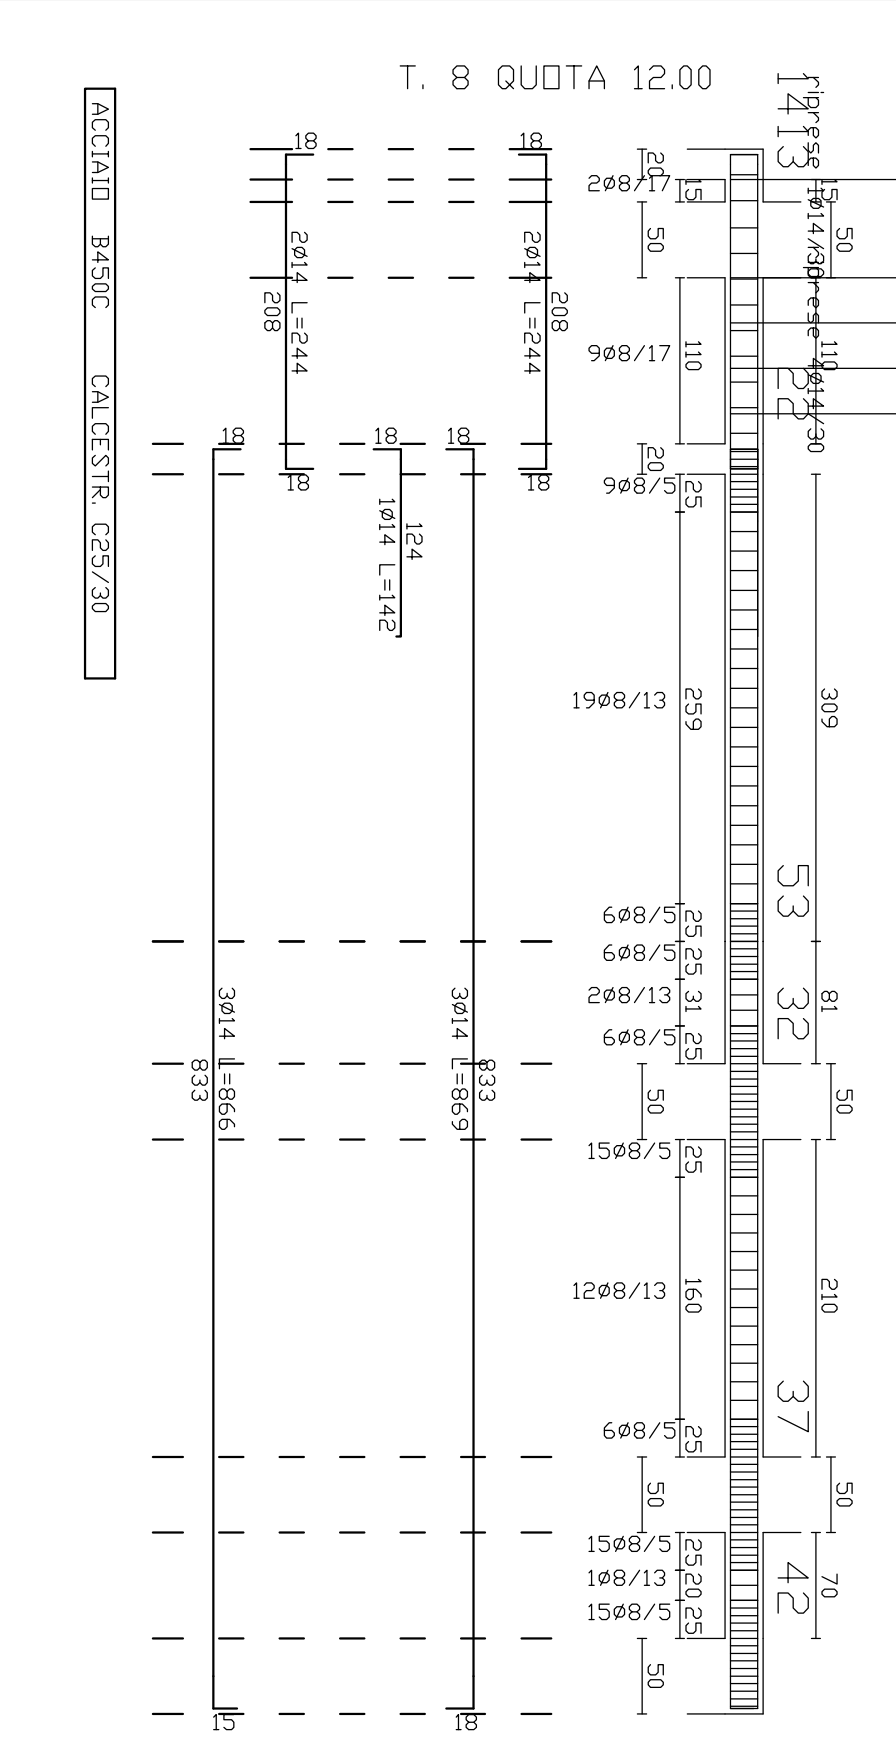 T. 8 QUOTA 12.00
ACCIAIO B450C CALCESTR. C25/30
14
13
riprese 1ø14/30
riprese 4ø14/30
22
53
32
37
42
15
50
110
309
81
50
210
50
70
20
15
50
110
20
25
259
25
25
31
25
50
25
160
25
50
25
20
25
50
2ø8/17
9ø8/17
9ø8/5
19ø8/13
6ø8/5
6ø8/5
2ø8/13
6ø8/5
15ø8/5
12ø8/13
6ø8/5
15ø8/5
1ø8/13
15ø8/5
18
2ø14 L=244
208
18
18
2ø14 L=244
208
18
18
1ø14 L=142
124
18
3ø14 L=869
833
18
18
3ø14 L=866
833
15